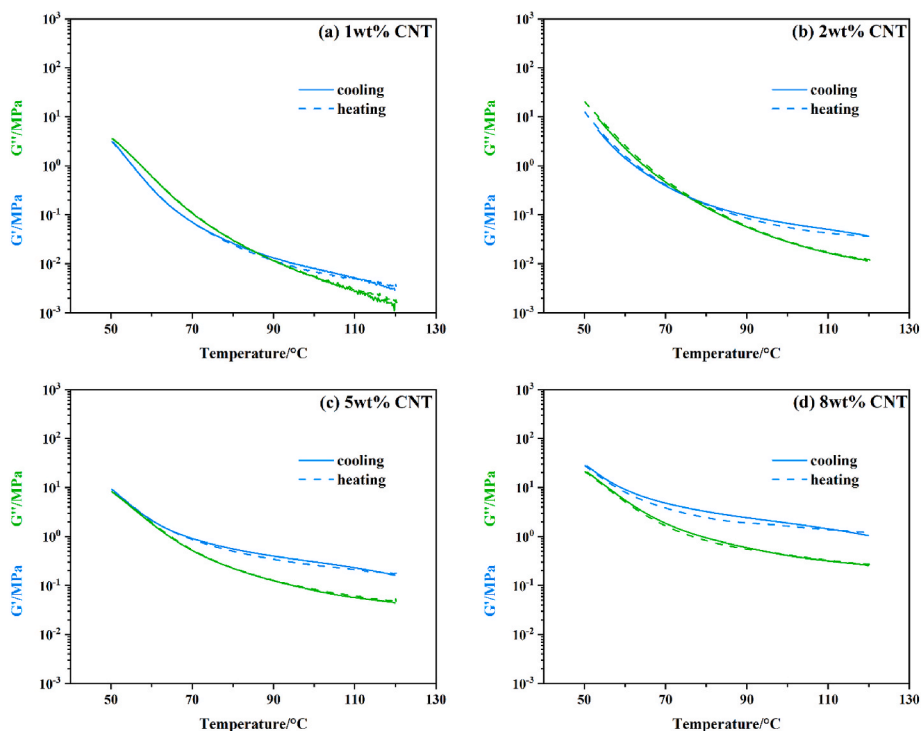 (a) 1wt% CNT
cooling
heating
G''/MPa
G'/MPa
10³
10²
10¹
10⁰
10⁻¹
10⁻²
10⁻³
50 70 90 110 130
Temperature/°C
(b) 2wt% CNT
cooling
heating
G''/MPa
G'/MPa
10³
10²
10¹
10⁰
10⁻¹
10⁻²
10⁻³
50 70 90 110 130
Temperature/°C
(c) 5wt% CNT
cooling
heating
G''/MPa
G'/MPa
10³
10²
10¹
10⁰
10⁻¹
10⁻²
10⁻³
50 70 90 110 130
Temperature/°C
(d) 8wt% CNT
cooling
heating
G''/MPa
G'/MPa
10³
10²
10¹
10⁰
10⁻¹
10⁻²
10⁻³
50 70 90 110 130
Temperature/°C